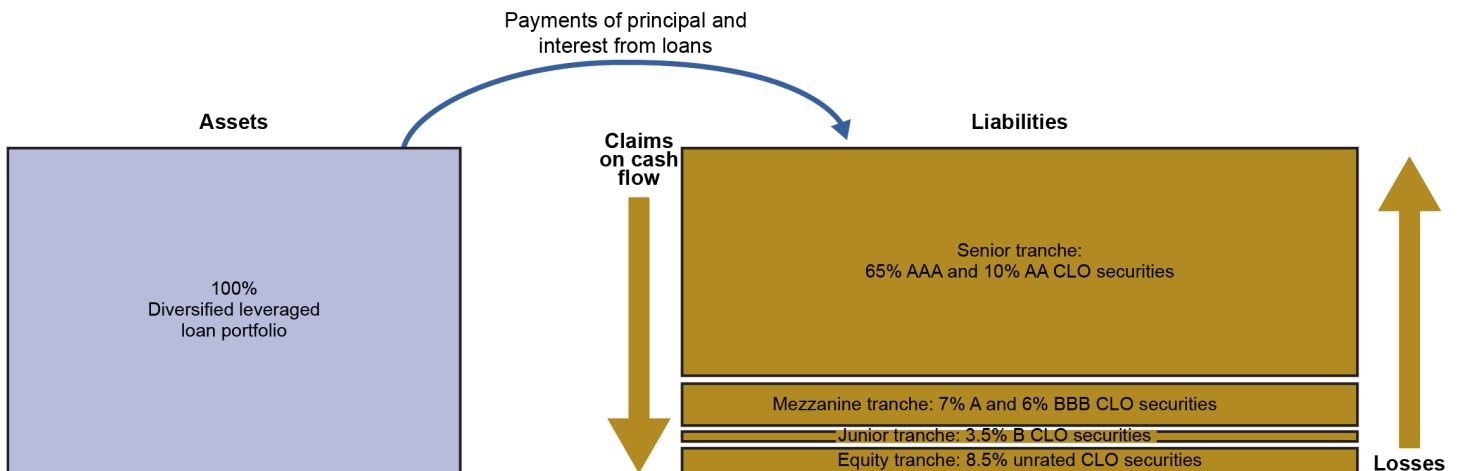 Payments of principal and
interest from loans
Assets
Liabilities
Claims
on cash
flow
100%
Diversified leveraged
loan portfolio
Senior tranche:
65% AAA and 10% AA CLO securities
Mezzanine tranche: 7% A and 6% BBB CLO securities
Junior tranche: 3.5% B CLO securities
Equity tranche: 8.5% unrated CLO securities
Losses